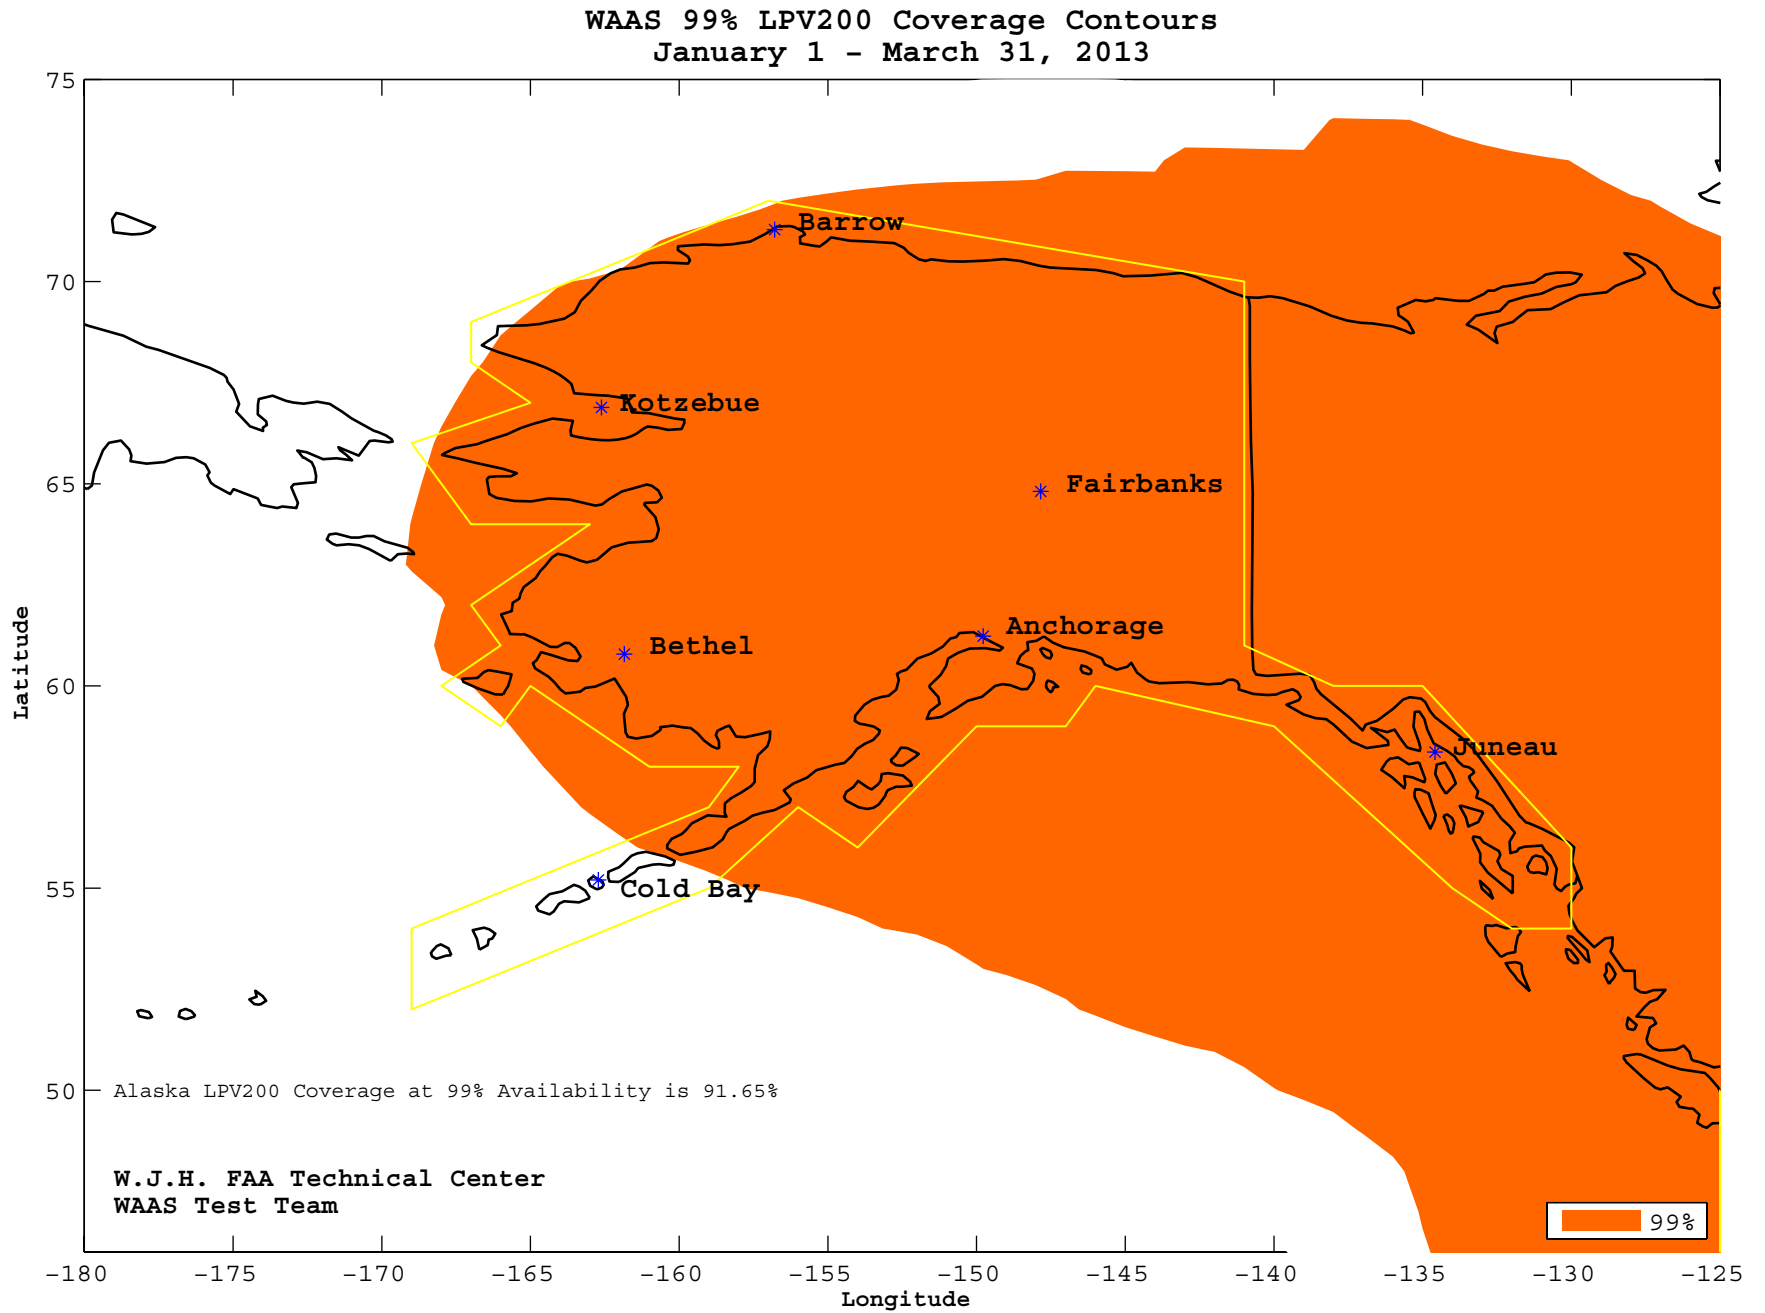 WAAS 99% LPV200 Coverage Contours
January 1 – March 31, 2013
75
70
65
60
55
50
Latitude
Barrow
Kotzebue
Fairbanks
Anchorage
Bethel
Juneau
Cold Bay
Alaska LPV200 Coverage at 99% Availability is 91.65%
W.J.H. FAA Technical Center
WAAS Test Team
99%
−180 −175 −170 −165 −160 −155 −150 −145 −140 −135 −130 −125
Longitude